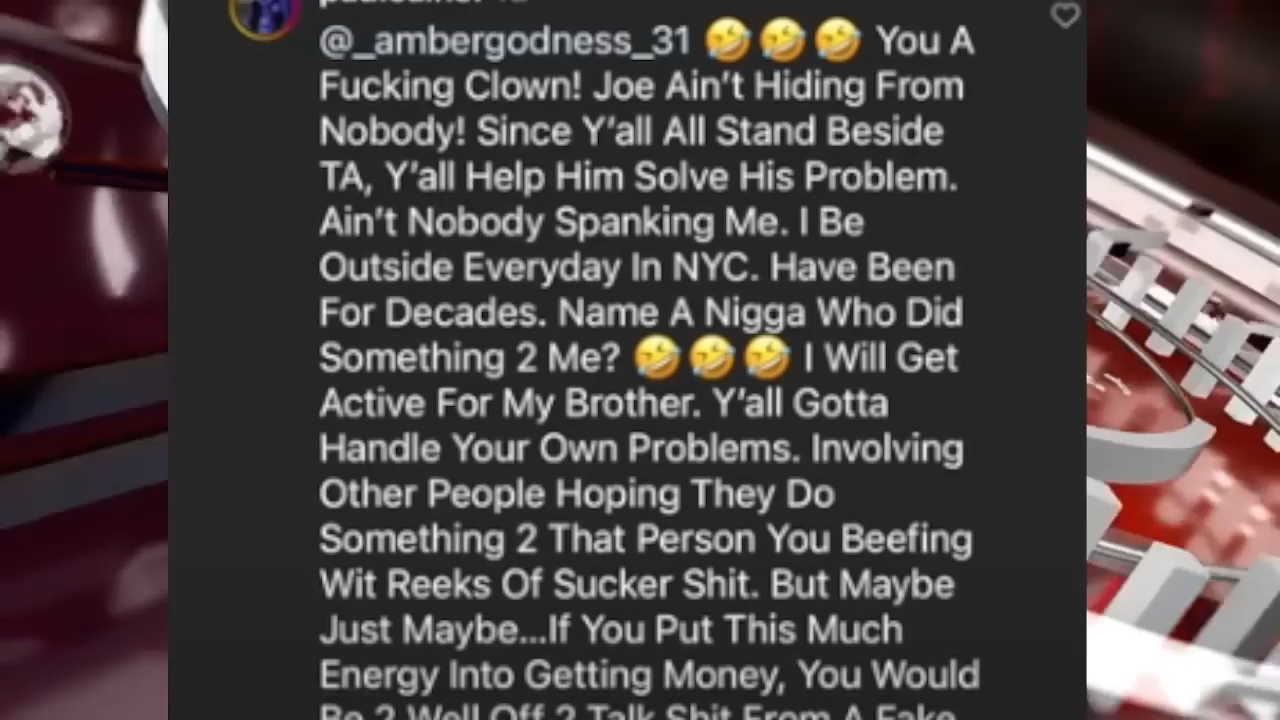 @_ambergodness_31 🤣🤣🤣 You A
Fucking Clown! Joe Ain’t Hiding From
Nobody! Since Y’all All Stand Beside
TA, Y’all Help Him Solve His Problem.
Ain’t Nobody Spanking Me. I Be
Outside Everyday In NYC. Have Been
For Decades. Name A Nigga Who Did
Something 2 Me? 🤣🤣🤣 I Will Get
Active For My Brother. Y’all Gotta
Handle Your Own Problems. Involving
Other People Hoping They Do
Something 2 That Person You Beefing
Wit Reeks Of Sucker Shit. But Maybe
Just Maybe...If You Put This Much
Energy Into Getting Money, You Would
Be 2 Well Off 2 Talk Shit From A Fake